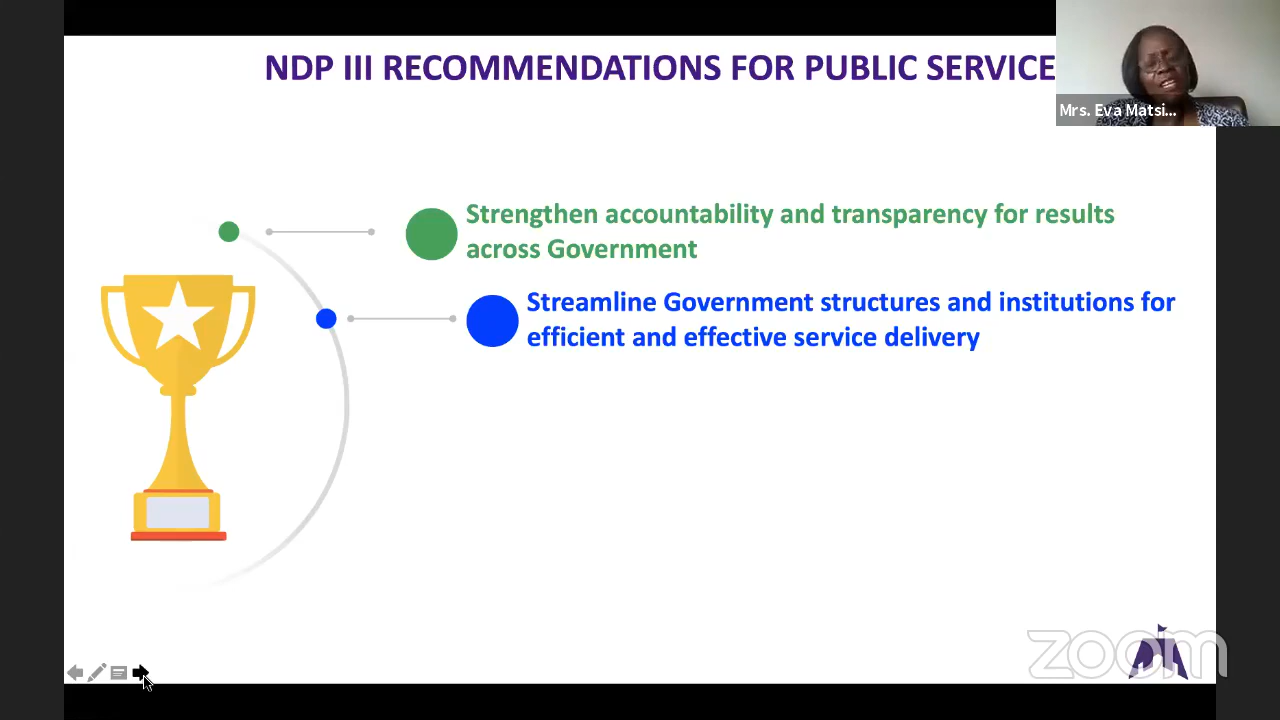 NDP III RECOMMENDATIONS FOR PUBLIC SERVICE
Mrs. Eva Matsi...
Strengthen accountability and transparency for results
across Government
Streamline Government structures and institutions for
efficient and effective service delivery
zoom